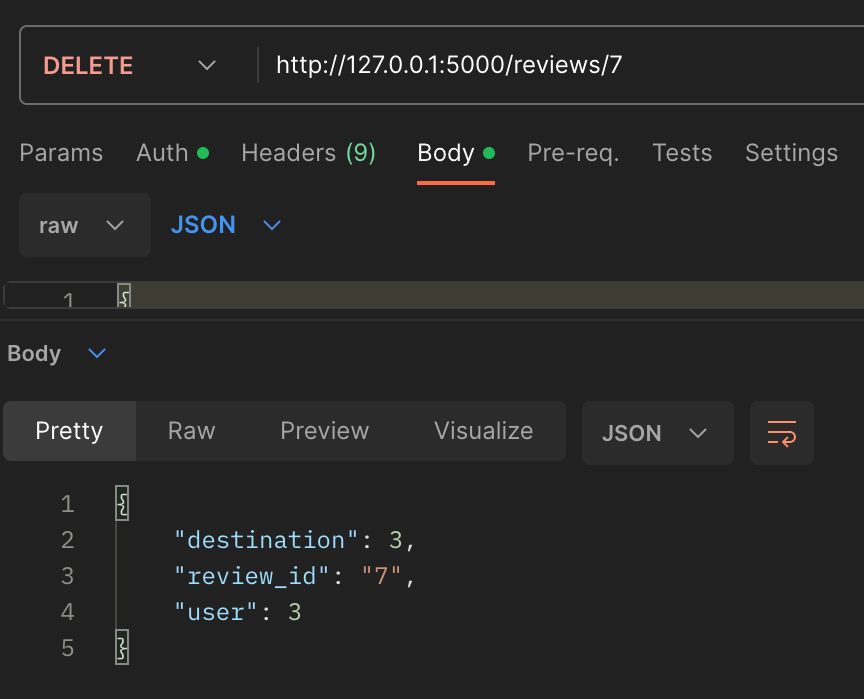 DELETE http://127.0.0.1:5000/reviews/7
Params Auth Headers (9) Body Pre-req. Tests Settings
raw JSON
1 {
Body
Pretty Raw Preview Visualize JSON
1 {
2 "destination": 3,
3 "review_id": "7",
4 "user": 3
5 }